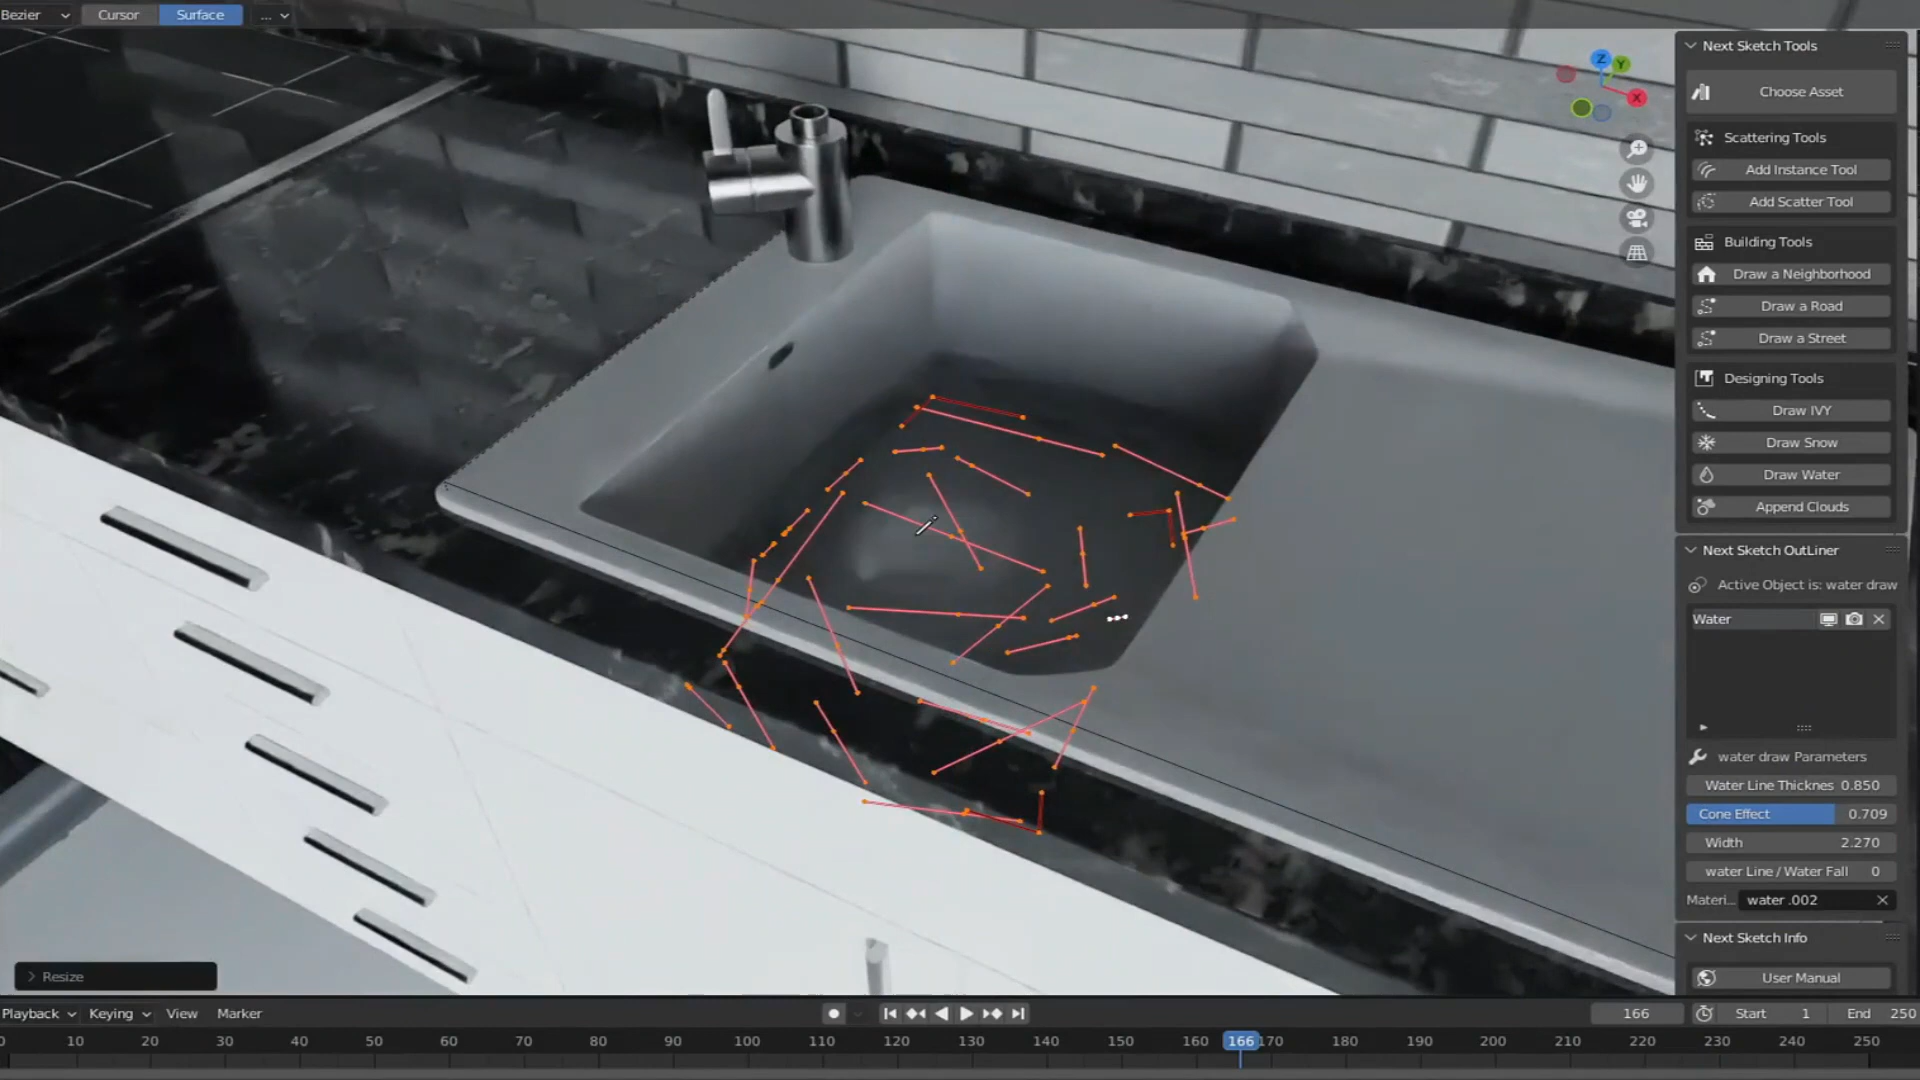 Bezier Cursor Surface ...
Next Sketch Tools
Z Y
X
Choose Asset
Scattering Tools
Add Instance Tool
Add Scatter Tool
Building Tools
Draw a Neighborhood
Draw a Road
Draw a Street
Designing Tools
Draw IVY
Draw Snow
Draw Water
Append Clouds
Next Sketch OutLiner
Active Object is: water draw
Water
water draw Parameters
Water Line Thicknes 0.850
Cone Effect 0.709
Width 2.270
water Line / Water Fall 0
Materi... water .002
Next Sketch Info
User Manual
Resize
Playback Keying View Marker 166 Start 1 End 250
0 10 20 30 40 50 60 70 80 90 100 110 120 130 140 150 160 166 170 180 190 200 210 220 230 240 250